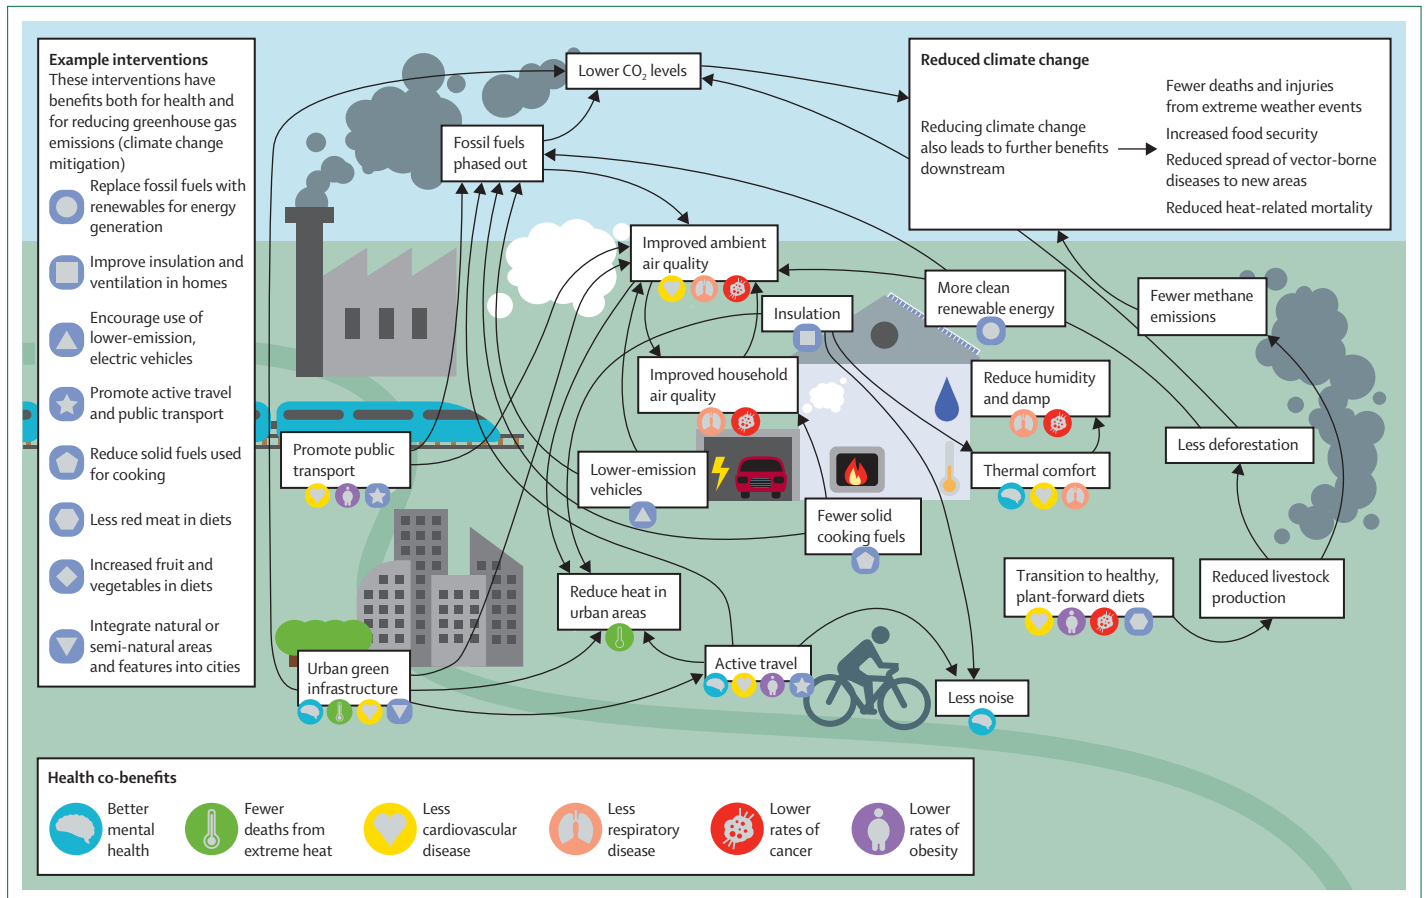 Example interventions
These interventions have
benefits both for health and
for reducing greenhouse gas
emissions (climate change
mitigation)
Replace fossil fuels with
renewables for energy
generation
Improve insulation and
ventilation in homes
Encourage use of
lower-emission,
electric vehicles
Promote active travel
and public transport
Reduce solid fuels used
for cooking
Less red meat in diets
Increased fruit and
vegetables in diets
Integrate natural or
semi-natural areas
and features into cities
Lower CO₂ levels
Fossil fuels
phased out
Reduced climate change
Reducing climate change
also leads to further benefits
downstream
Fewer deaths and injuries
from extreme weather events
Increased food security
Reduced spread of vector-borne
diseases to new areas
Reduced heat-related mortality
Improved ambient
air quality
More clean
renewable energy
Fewer methane
emissions
Insulation
Improved household
air quality
Reduce humidity
and damp
Promote public
transport
Lower-emission
vehicles
Thermal comfort
Less deforestation
Fewer solid
cooking fuels
Reduce heat in
urban areas
Transition to healthy,
plant-forward diets
Reduced livestock
production
Urban green
infrastructure
Active travel
Less noise
Health co-benefits
Better
mental
health
Fewer
deaths from
extreme heat
Less
cardiovascular
disease
Less
respiratory
disease
Lower
rates of
cancer
Lower
rates of
obesity